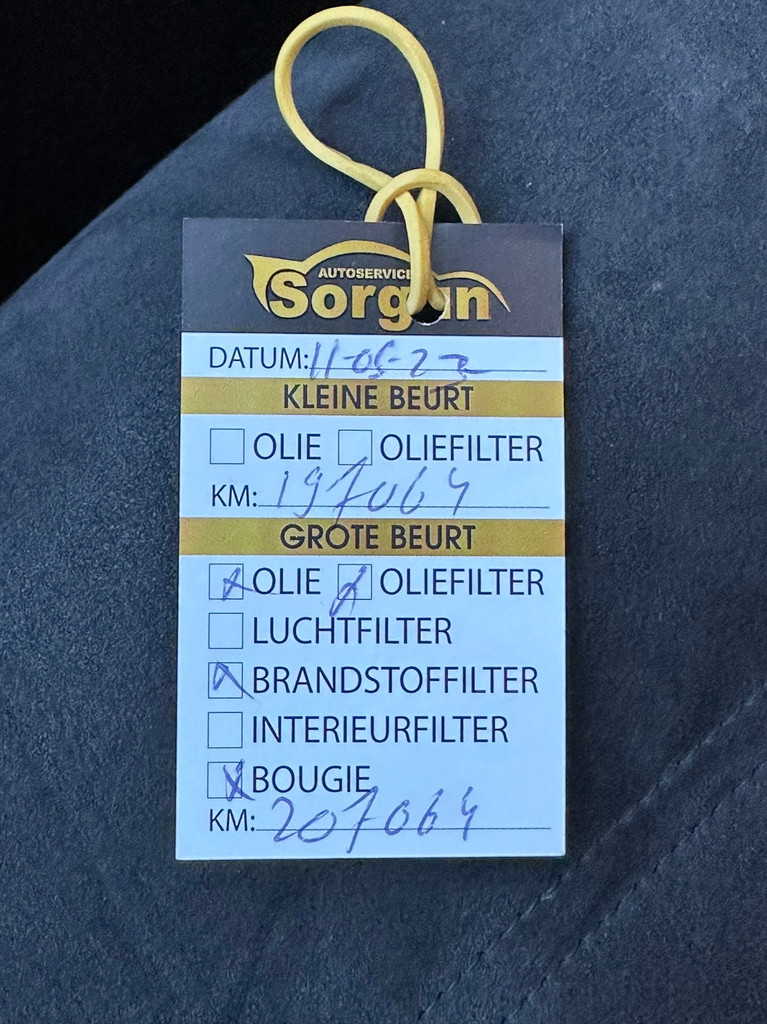 AUTOSERVICE
Sorgun
DATUM: 11-05-22
KLEINE BEURT
OLIE OLIEFILTER
KM: 197064
GROTE BEURT
OLIE OLIEFILTER
LUCHTFILTER
BRANDSTOFFILTER
INTERIEURFILTER
BOUGIE
KM: 207064